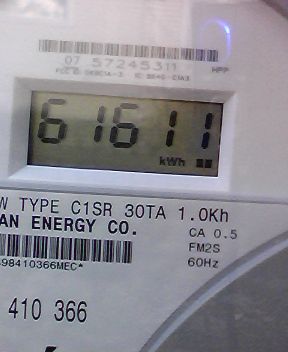 07 57245311
HPP
61611
kWh
W TYPE C1SR 30TA 1.0Kh
AN ENERGY CO.
CA 0.5
FM2S
60Hz
98410366MEC*
410 366